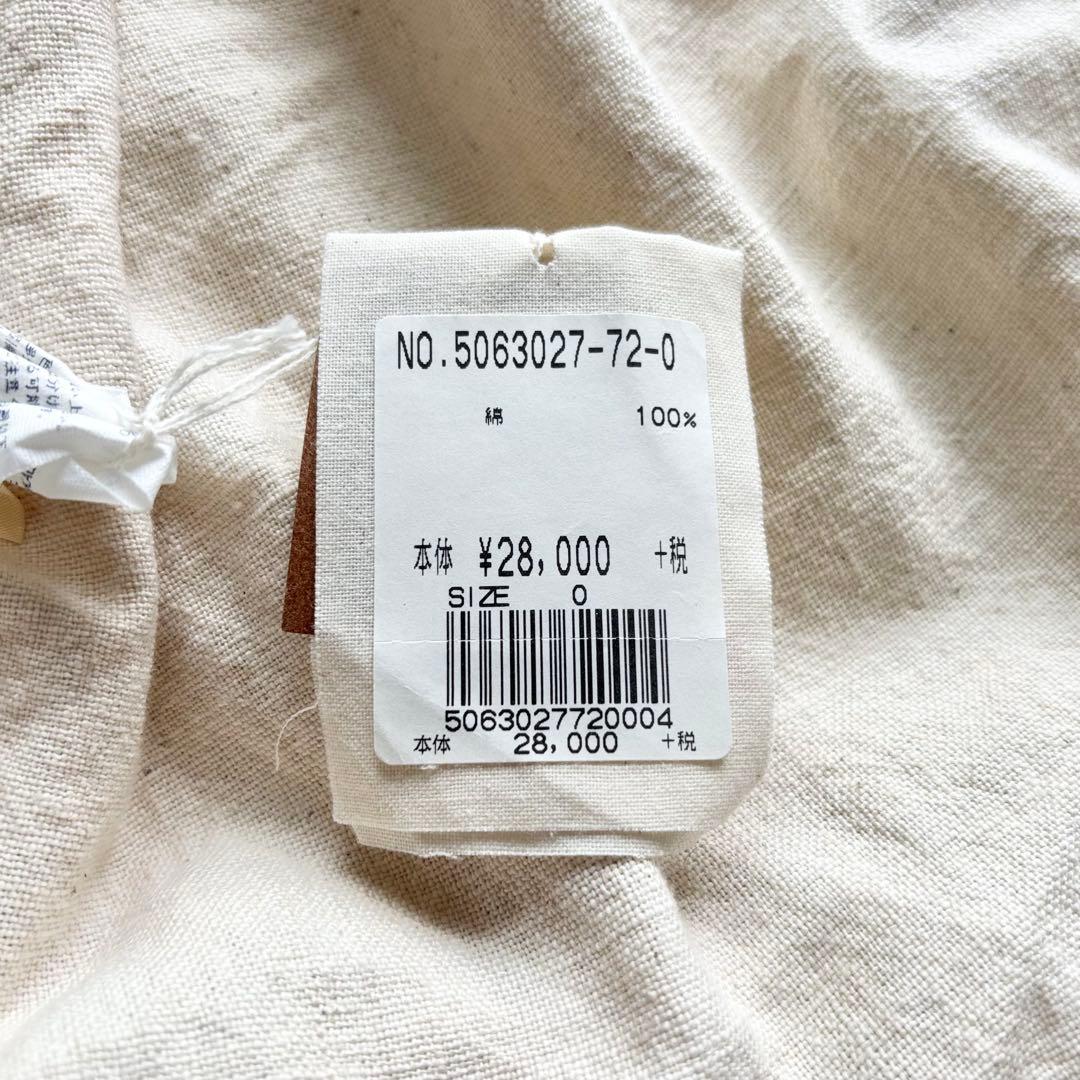 NO.5063027-72-0
綿 100%
本体 ¥28,000 +税
SIZE 0
5063027720004
本体 28,000 +税